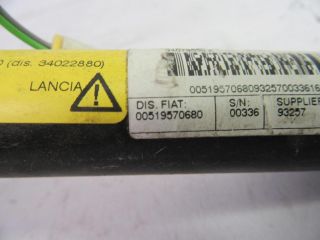 (dis. 34022880)
LANCIA
00519570680932570033616
DIS. FIAT:
00519570680
S/N:
00336
SUPPLIER
93257